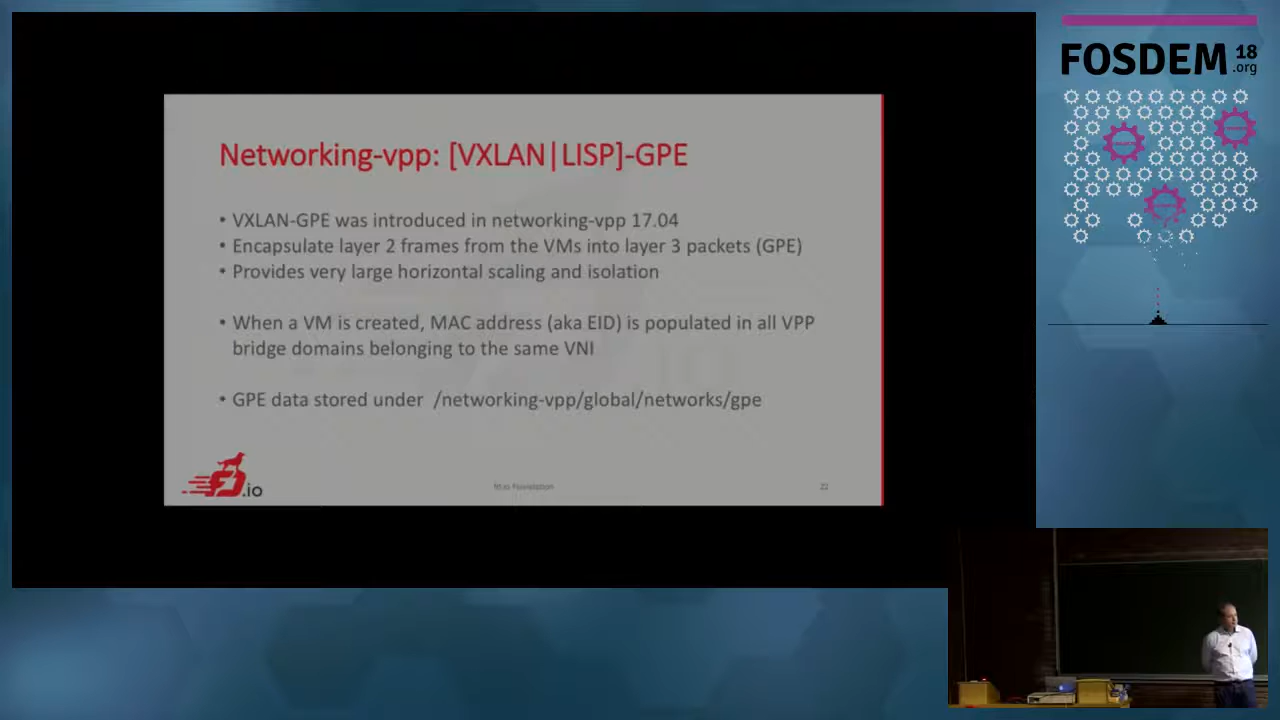 FOSDEM 18
.org
Networking-vpp: [VXLAN|LISP]-GPE
• VXLAN-GPE was introduced in networking-vpp 17.04
• Encapsulate layer 2 frames from the VMs into layer 3 packets (GPE)
• Provides very large horizontal scaling and isolation
• When a VM is created, MAC address (aka EID) is populated in all VPP
bridge domains belonging to the same VNI
• GPE data stored under /networking-vpp/global/networks/gpe
.io
fd.io Foundation